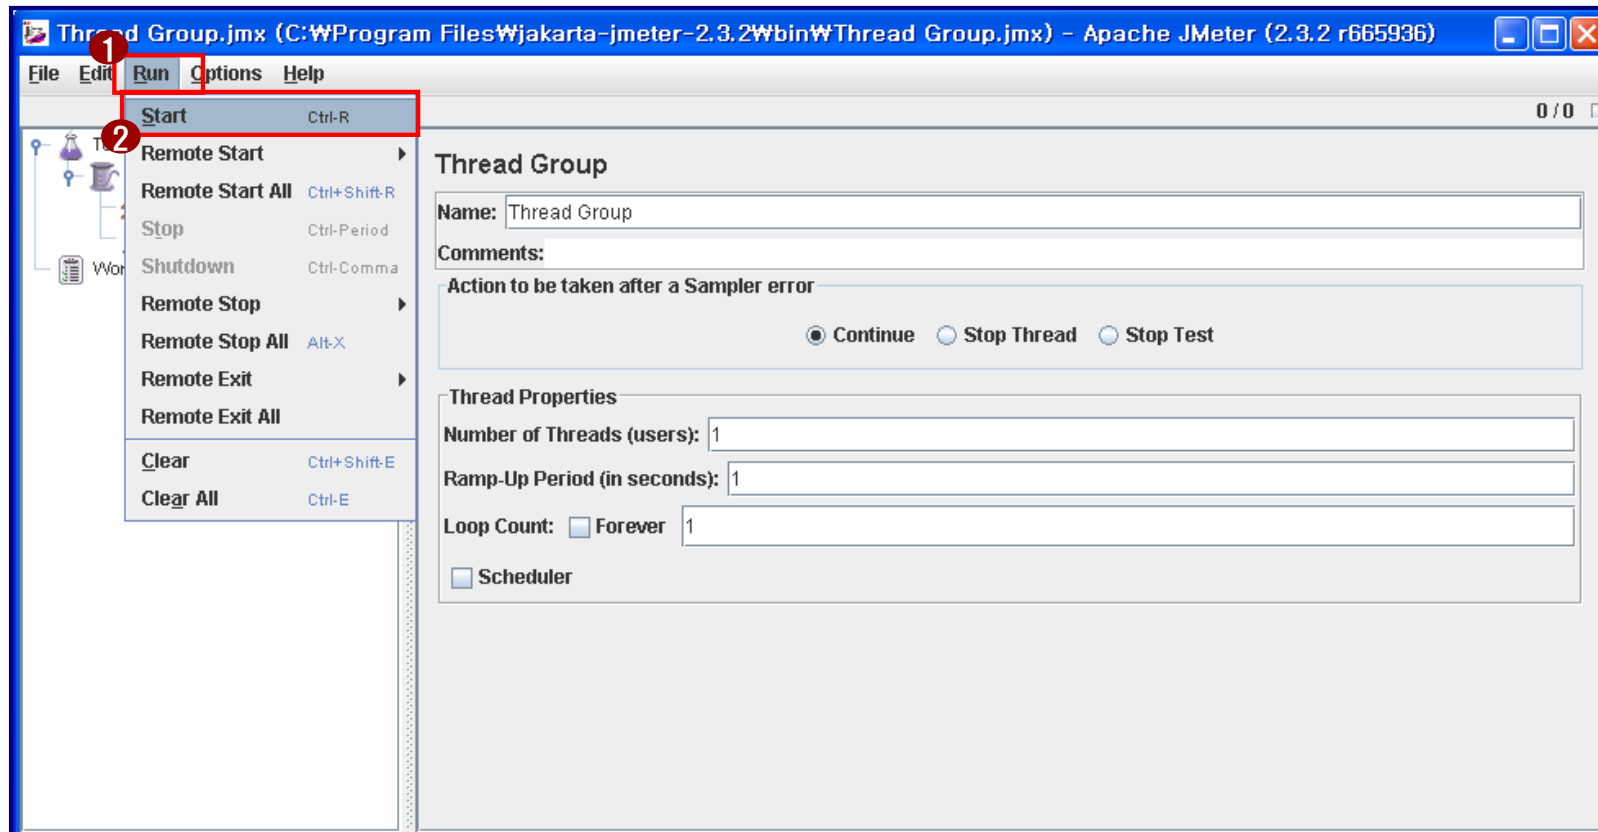 Thread Group.jmx (C:₩Program Files₩jakarta-jmeter-2.3.2₩bin₩Thread Group.jmx) - Apache JMeter (2.3.2 r665936)
1
File Edit Run Options Help
0 / 0
Start Ctrl-R
2
Remote Start
Remote Start All Ctrl+Shift-R
Stop Ctrl-Period
Shutdown Ctrl-Comma
Remote Stop
Remote Stop All Alt-X
Remote Exit
Remote Exit All
Clear Ctrl+Shift-E
Clear All Ctrl-E
Thread Group
Name: Thread Group
Comments:
Action to be taken after a Sampler error
Continue Stop Thread Stop Test
Thread Properties
Number of Threads (users): 1
Ramp-Up Period (in seconds): 1
Loop Count: Forever 1
Scheduler